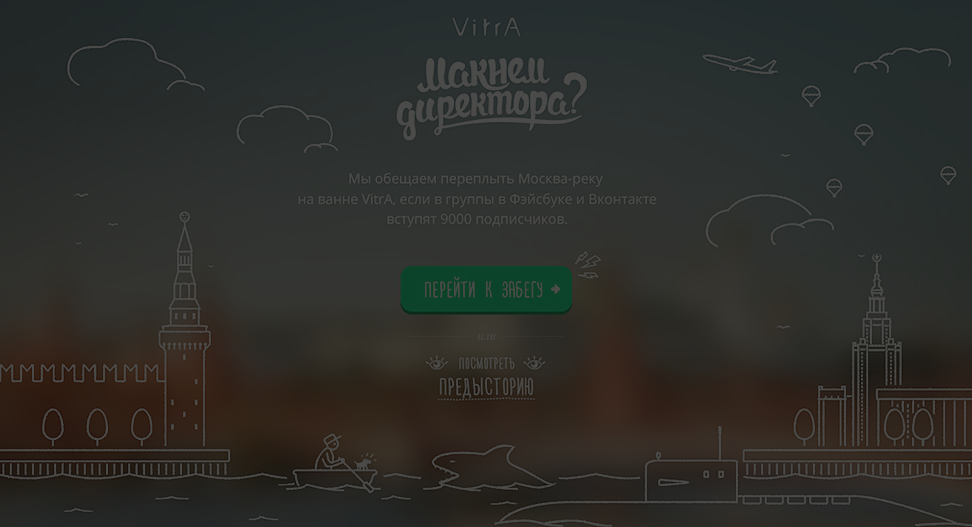 VitrA
Макнем
директора?
Мы обещаем переплыть Москва-реку
на ванне VitrA, если в группы в Фэйсбуке и Вконтакте
вступят 9000 подписчиков.
ПЕРЕЙТИ К ЗАБЕГУ
или
ПОСМОТРЕТЬ
ПРЕДЫСТОРИЮ